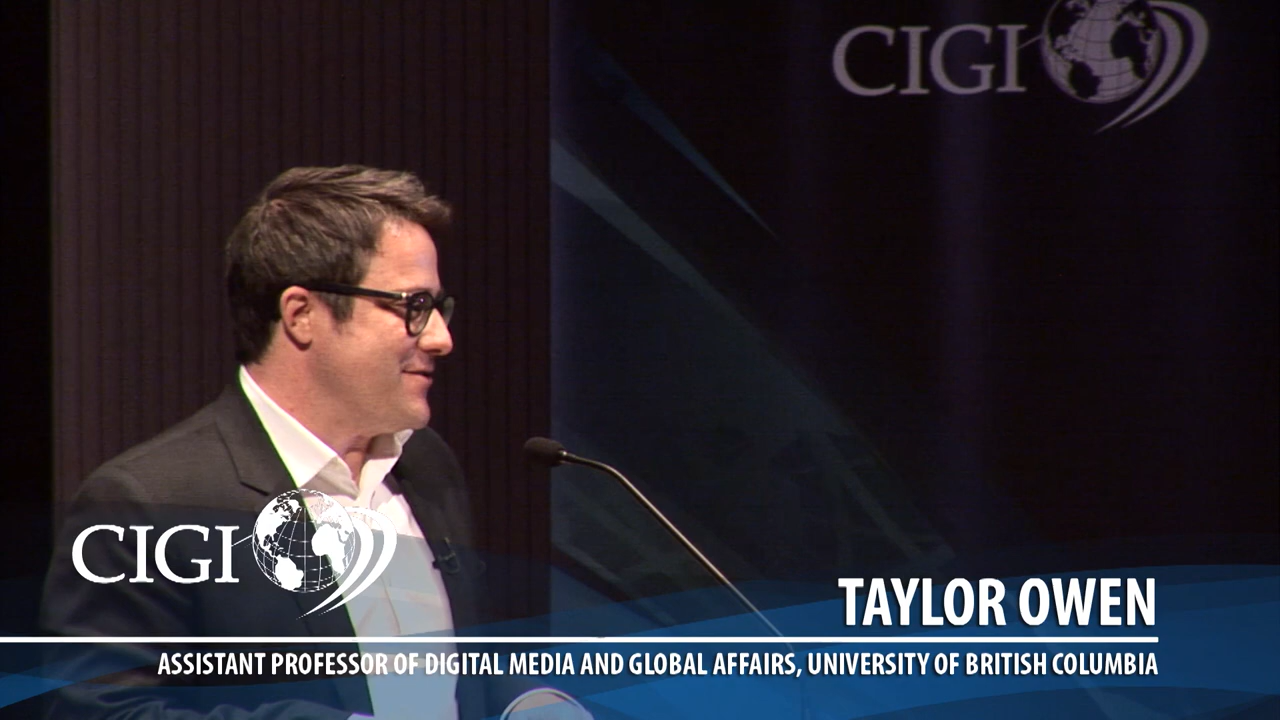 CIGI
CIGI
TAYLOR OWEN
ASSISTANT PROFESSOR OF DIGITAL MEDIA AND GLOBAL AFFAIRS, UNIVERSITY OF BRITISH COLUMBIA